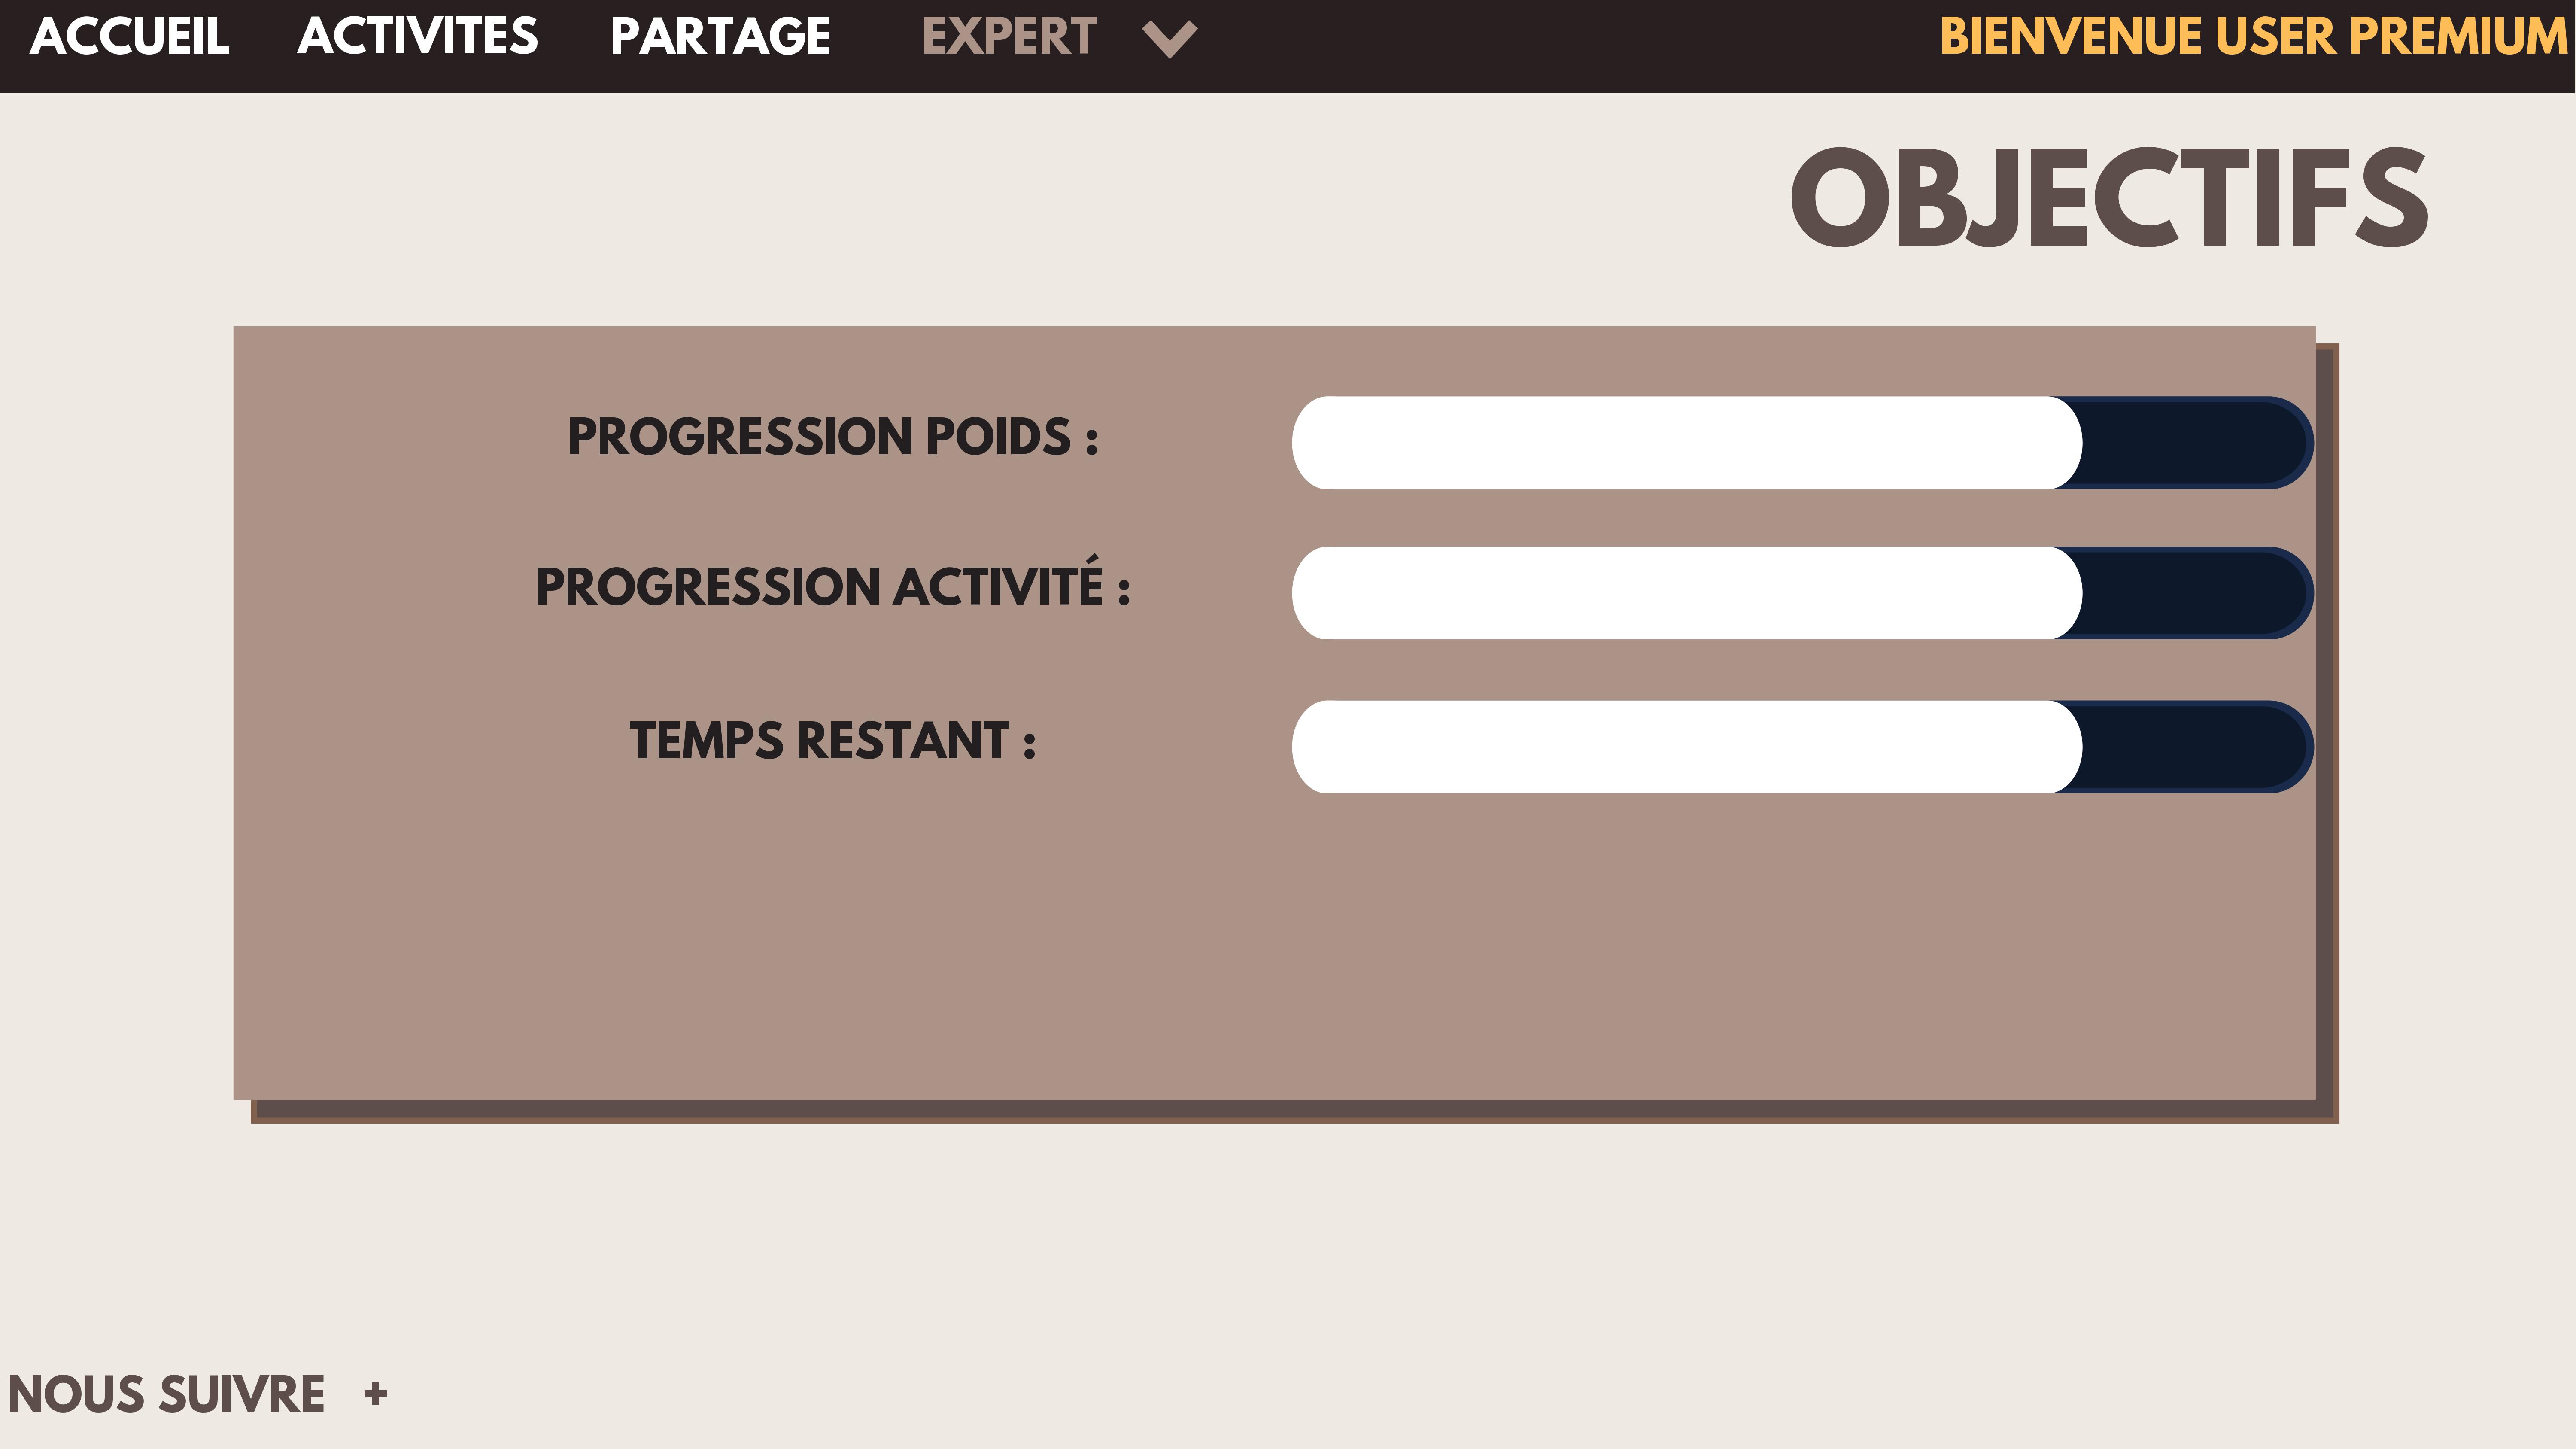 ACCUEIL ACTIVITES PARTAGE EXPERT BIENVENUE USER PREMIUM
OBJECTIFS
PROGRESSION POIDS :
PROGRESSION ACTIVITÉ :
TEMPS RESTANT :
NOUS SUIVRE +